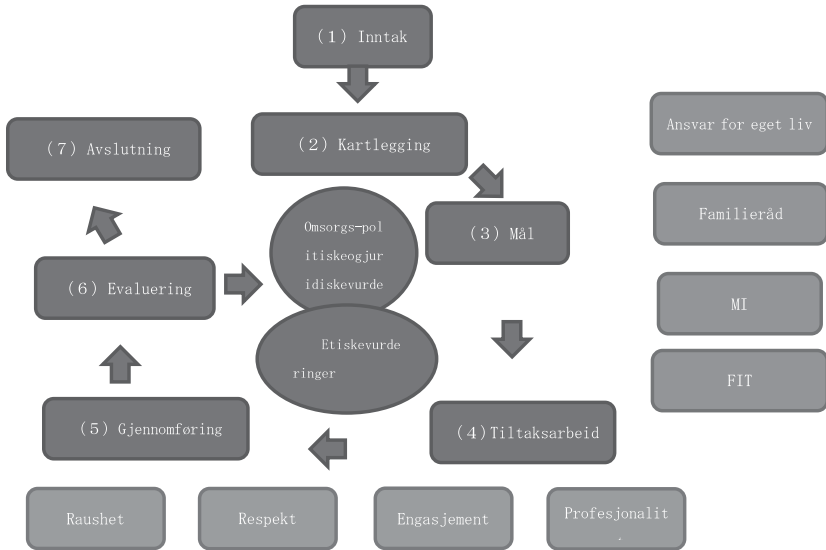 (1) Inntak
(2) Kartlegging
(3) Mål
(4)Tiltaksarbeid
(5) Gjennomføring
(6) Evaluering
(7) Avslutning
Omsorgs-pol
itiskeogjur
idiskevurde
Etiskevurde
ringer
Ansvar for eget liv
Familieråd
MI
FIT
Raushet
Respekt
Engasjement
Profesjonalit
.